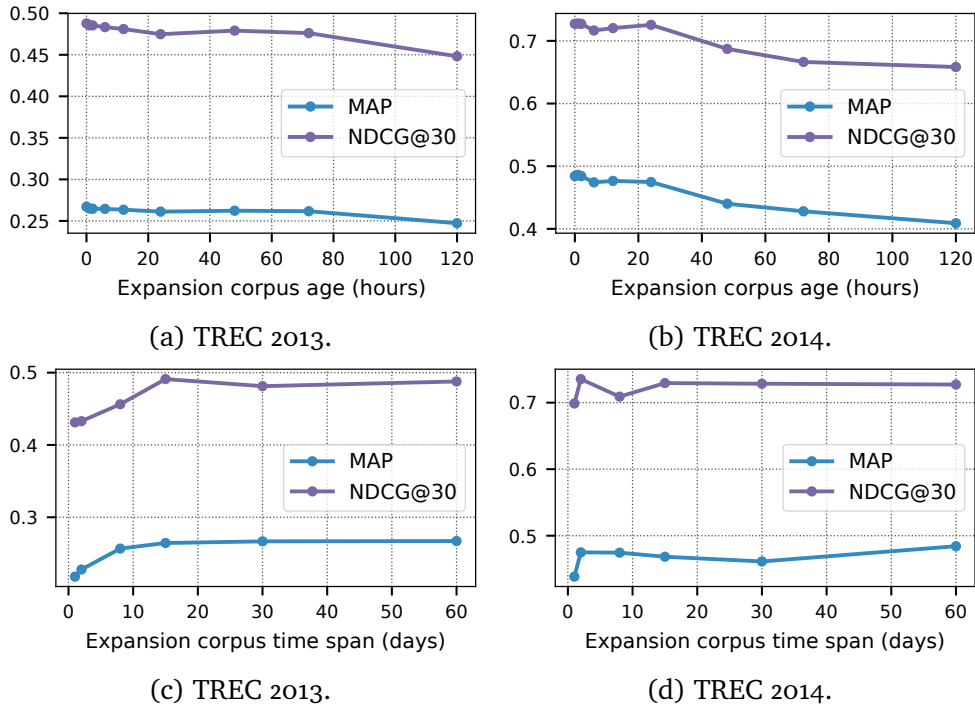 0.50
0.45
0.40
0.35
0.30
0.25
MAP
NDCG@30
0 20 40 60 80 100 120
Expansion corpus age (hours)
(a) TREC 2013.
0.7
0.6
0.5
0.4
MAP
NDCG@30
0 20 40 60 80 100 120
Expansion corpus age (hours)
(b) TREC 2014.
0.5
0.4
0.3
MAP
NDCG@30
0 10 20 30 40 50 60
Expansion corpus time span (days)
(c) TREC 2013.
0.7
0.6
0.5
MAP
NDCG@30
0 10 20 30 40 50 60
Expansion corpus time span (days)
(d) TREC 2014.